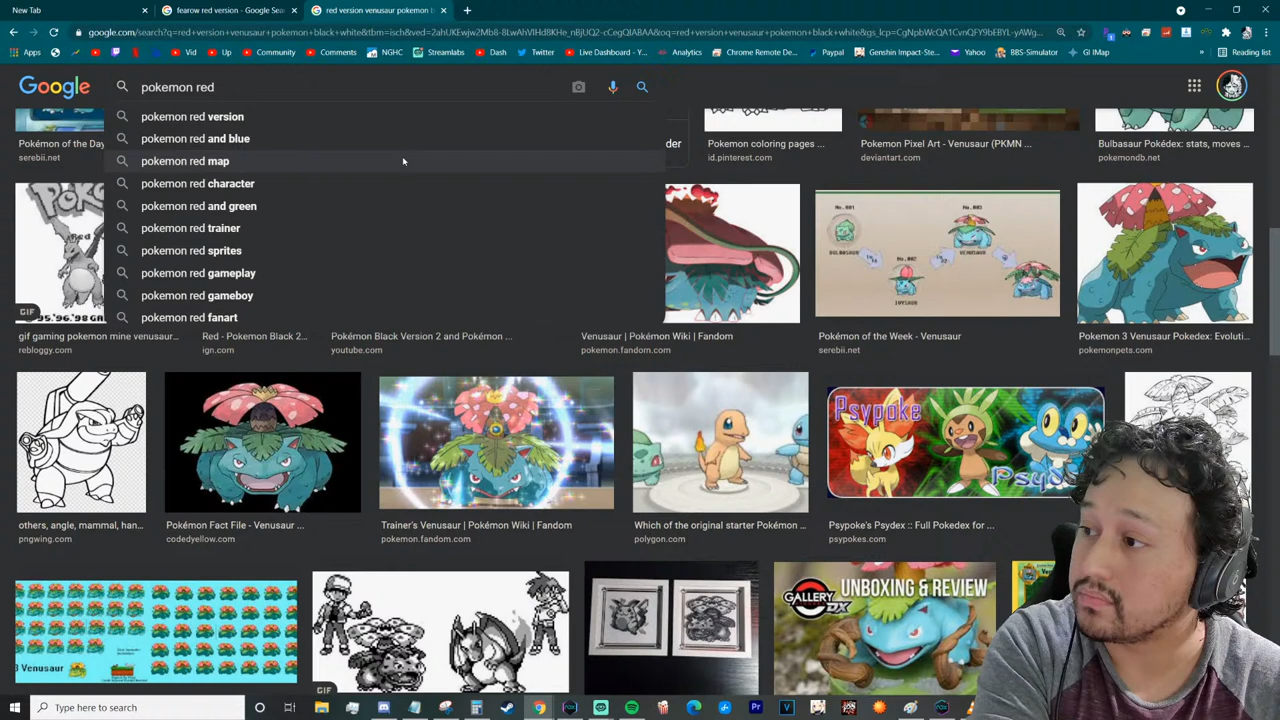 New Tab
fearow red version - Google Sea
red version venusaur pokemon b
Apps
Vid
Up
Community
Comments
NGHC
Streamlabs
Dash
Twitter
Live Dashboard - Y
Analytics
Chrome Remote De...
Paypal
Genshin Impact-Ste...
Yahoo
BBS-Simulator
GI IMap
Reading list
Google
pokemon red
pokemon red version
pokemon red and blue
pokemon red map
pokemon red character
pokemon red and green
pokemon red trainer
pokemon red sprites
pokemon red gameplay
pokemon red gameboy
pokemon red fanart
Pokémon of the Day
serebii.net
der
Pokemon coloring pages ...
id.pinterest.com
Pokemon Pixel Art - Venusaur (PKMN ...
deviantart.com
Bulbasaur Pokédex: stats, moves ...
pokemondb.net
GIF
gif gaming pokemon mine venusaur...
rebloggy.com
Red - Pokemon Black 2...
ign.com
Pokémon Black Version 2 and Pokémon ...
youtube.com
Venusaur | Pokémon Wiki | Fandom
pokemon.fandom.com
Pokémon of the Week - Venusaur
serebii.net
Pokemon 3 Venusaur Pokedex: Evoluti...
pokemonpets.com
Psypoke
others, angle, mammal, han...
pngwing.com
Pokémon Fact File - Venusaur ...
codedyellow.com
Trainer's Venusaur | Pokémon Wiki | Fandom
pokemon.fandom.com
Which of the original starter Pokémon ...
polygon.com
Psypoke's Psydex :: Full Pokedex for ...
psypokes.com
3 Venusaur
GIF
GALLERY DX
UNBOXING & REVIEW
Type here to search